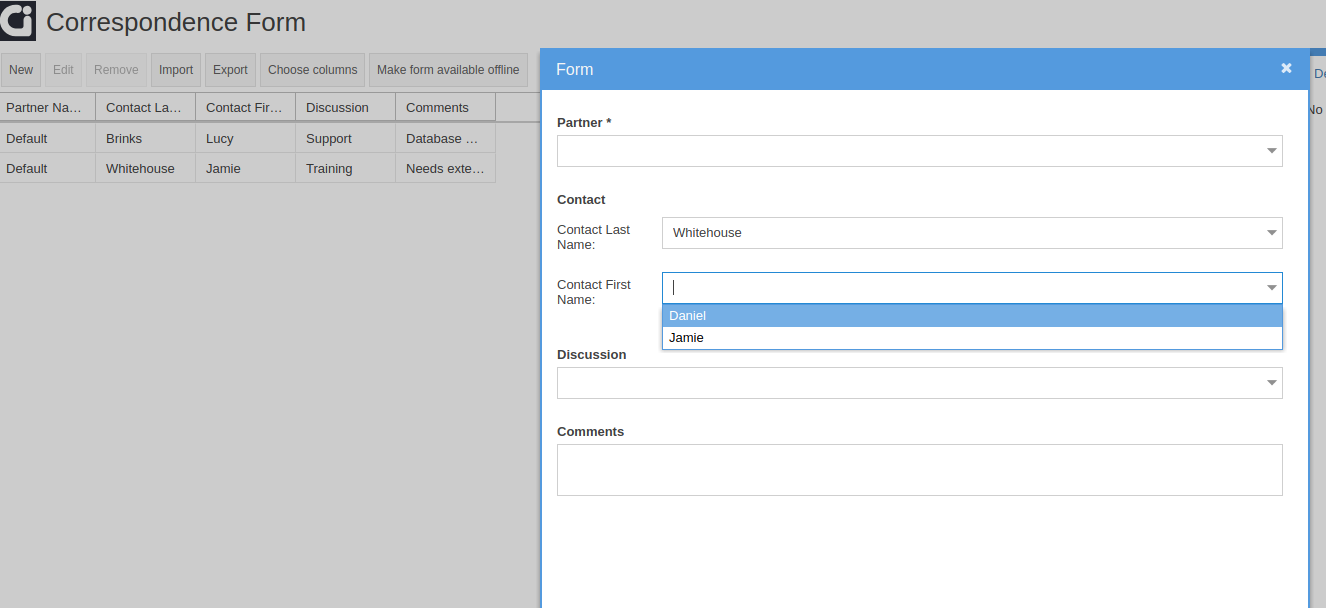 Correspondence Form
New Edit Remove Import Export Choose columns Make form available offline
Partner Na… Contact La… Contact Fir… Discussion Comments
Default Brinks Lucy Support Database …
Default Whitehouse Jamie Training Needs exte…
Form ×
Partner *
Contact
Contact Last
Name:
Whitehouse
Contact First
Name:
Daniel
Jamie
Discussion
Comments
De
No